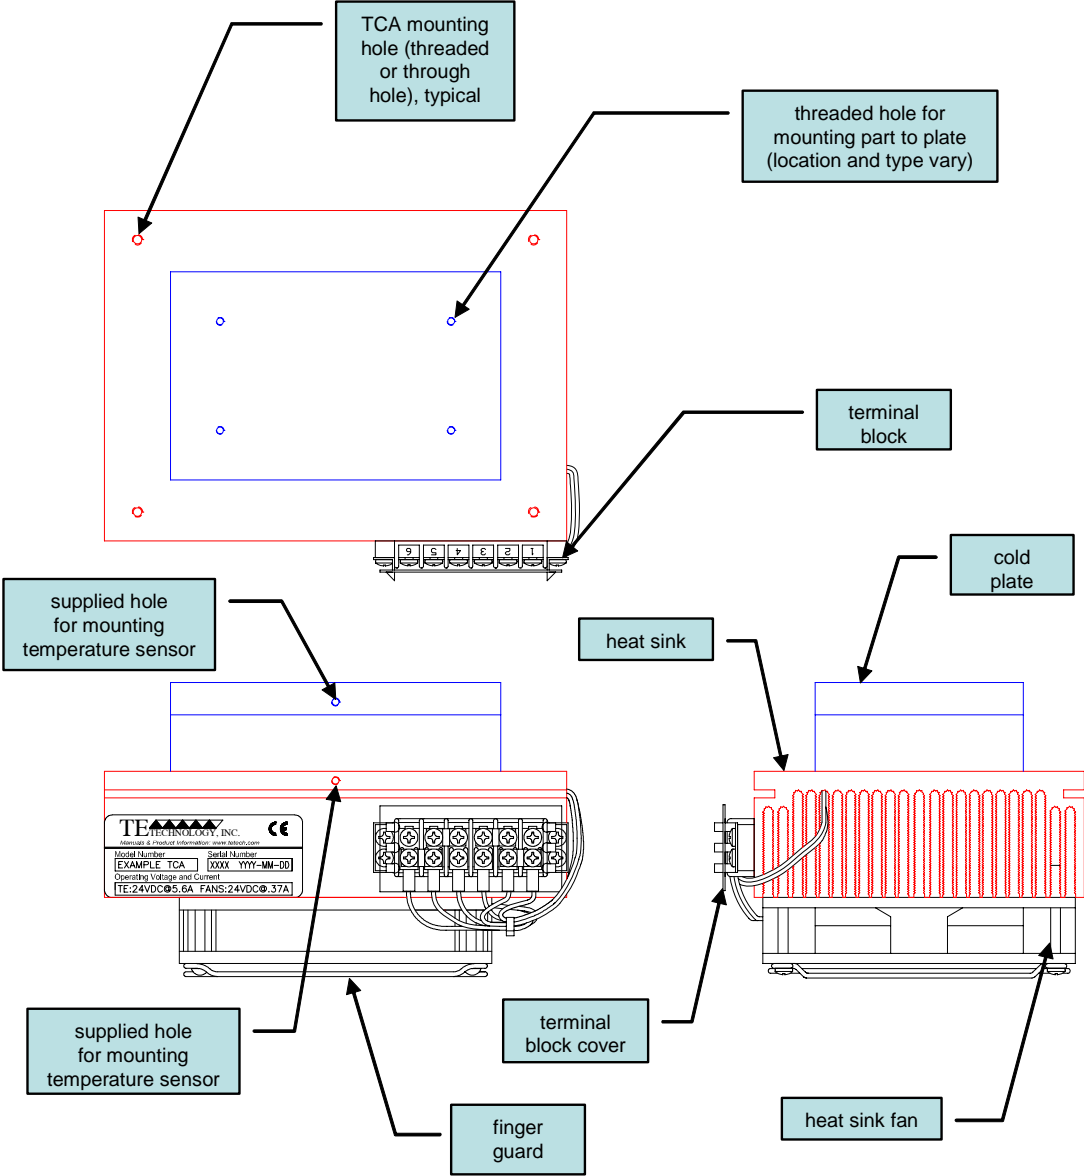 TCA mounting
hole (threaded
or through
hole), typical
threaded hole for
mounting part to plate
(location and type vary)
terminal
block
6 5 4 3 2 1
cold
plate
supplied hole
for mounting
temperature sensor
heat sink
TE TECHNOLOGY, INC. CE
Manuals & Product Information: www.tetech.com
Model Number Serial Number
EXAMPLE TCA XXXX YYYY-MM-DD
Operating Voltage and Current
TE:24VDC@5.6A FANS:24VDC@.37A
supplied hole
for mounting
temperature sensor
terminal
block cover
finger
guard
heat sink fan